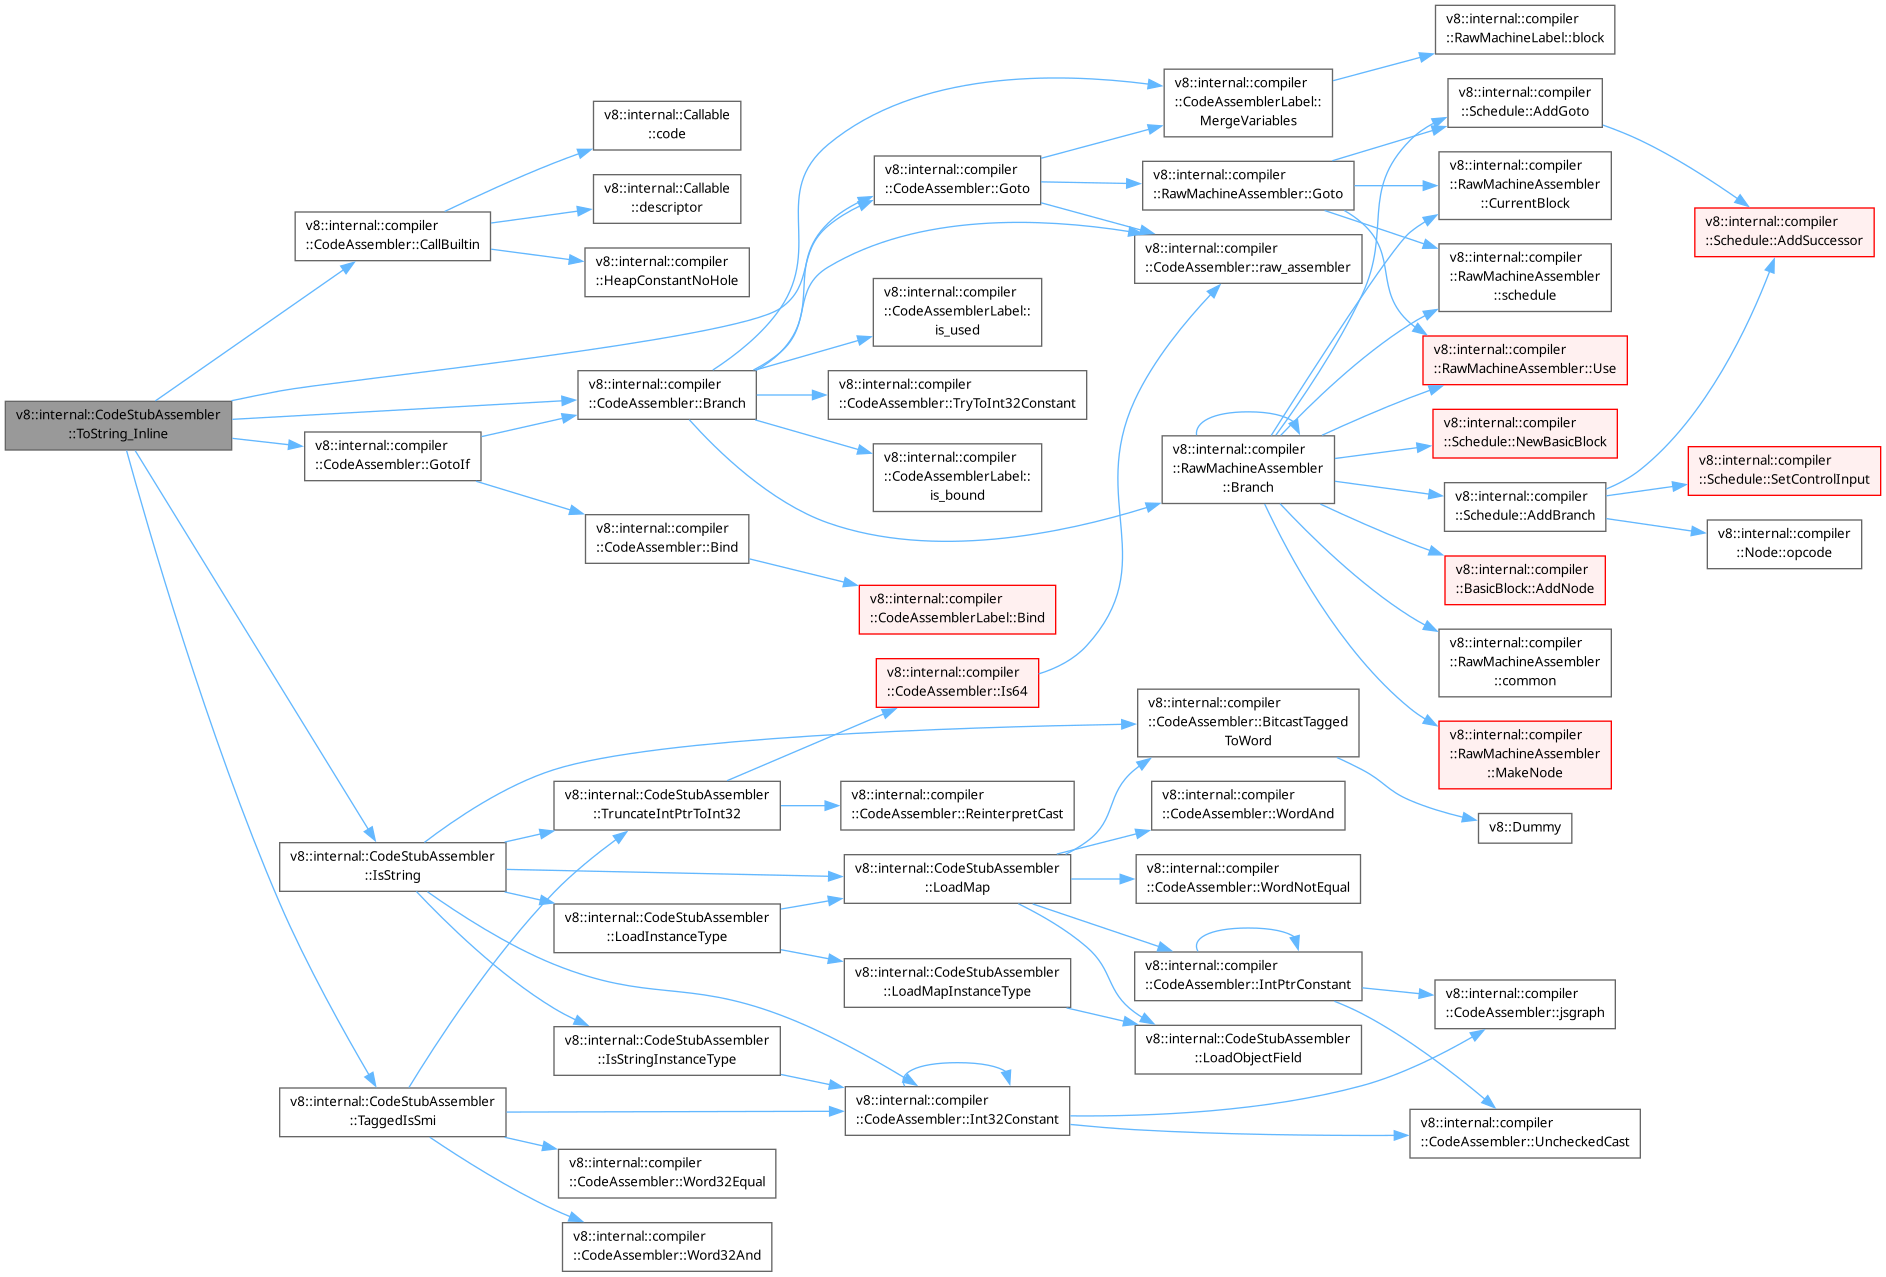 v8::internal::CodeStubAssembler
::ToString_Inline
v8::internal::compiler
::CodeAssembler::CallBuiltin
v8::internal::Callable
::code
v8::internal::Callable
::descriptor
v8::internal::compiler
::HeapConstantNoHole
v8::internal::compiler
::CodeAssembler::GotoIf
v8::internal::compiler
::CodeAssembler::Branch
v8::internal::compiler
::CodeAssembler::Bind
v8::internal::compiler
::CodeAssembler::Goto
v8::internal::compiler
::CodeAssemblerLabel::
is_used
v8::internal::compiler
::CodeAssembler::TryToInt32Constant
v8::internal::compiler
::CodeAssemblerLabel::
is_bound
v8::internal::compiler
::CodeAssemblerLabel::Bind
v8::internal::compiler
::CodeAssembler::Is64
v8::internal::compiler
::CodeAssemblerLabel::
MergeVariables
v8::internal::compiler
::RawMachineAssembler::Goto
v8::internal::compiler
::CodeAssembler::raw_assembler
v8::internal::compiler
::RawMachineAssembler
::Branch
v8::internal::compiler
::RawMachineLabel::block
v8::internal::compiler
::Schedule::AddGoto
v8::internal::compiler
::RawMachineAssembler
::CurrentBlock
v8::internal::compiler
::RawMachineAssembler
::schedule
v8::internal::compiler
::RawMachineAssembler::Use
v8::internal::compiler
::Schedule::NewBasicBlock
v8::internal::compiler
::Schedule::AddBranch
v8::internal::compiler
::BasicBlock::AddNode
v8::internal::compiler
::RawMachineAssembler
::common
v8::internal::compiler
::RawMachineAssembler
::MakeNode
v8::internal::compiler
::Schedule::AddSuccessor
v8::internal::compiler
::Schedule::SetControlInput
v8::internal::compiler
::Node::opcode
v8::internal::CodeStubAssembler
::IsString
v8::internal::CodeStubAssembler
::TaggedIsSmi
v8::internal::CodeStubAssembler
::TruncateIntPtrToInt32
v8::internal::CodeStubAssembler
::LoadInstanceType
v8::internal::CodeStubAssembler
::IsStringInstanceType
v8::internal::compiler
::CodeAssembler::Word32Equal
v8::internal::compiler
::CodeAssembler::Word32And
v8::internal::compiler
::CodeAssembler::ReinterpretCast
v8::internal::CodeStubAssembler
::LoadMap
v8::internal::CodeStubAssembler
::LoadMapInstanceType
v8::internal::compiler
::CodeAssembler::Int32Constant
v8::internal::compiler
::CodeAssembler::BitcastTagged
ToWord
v8::internal::compiler
::CodeAssembler::WordAnd
v8::internal::compiler
::CodeAssembler::WordNotEqual
v8::internal::compiler
::CodeAssembler::IntPtrConstant
v8::internal::CodeStubAssembler
::LoadObjectField
v8::Dummy
v8::internal::compiler
::CodeAssembler::jsgraph
v8::internal::compiler
::CodeAssembler::UncheckedCast